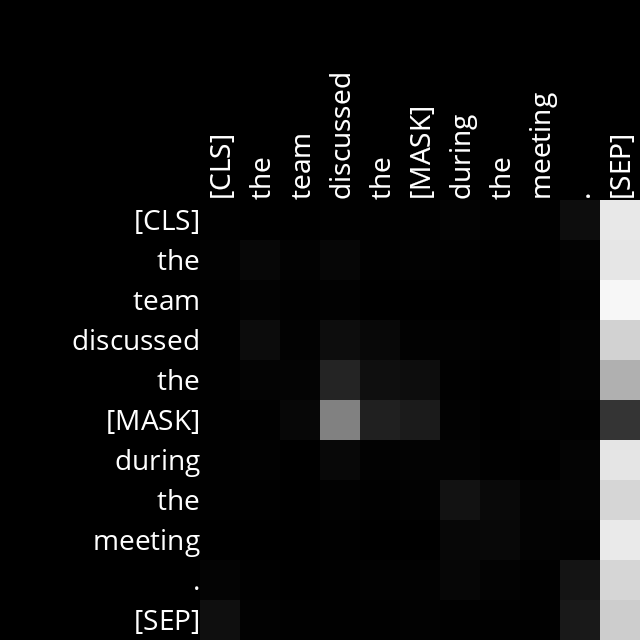 [CLS]
the
team
discussed
the
[MASK]
during
the
meeting
.
[SEP]
[CLS]
the
team
discussed
the
[MASK]
during
the
meeting
.
[SEP]